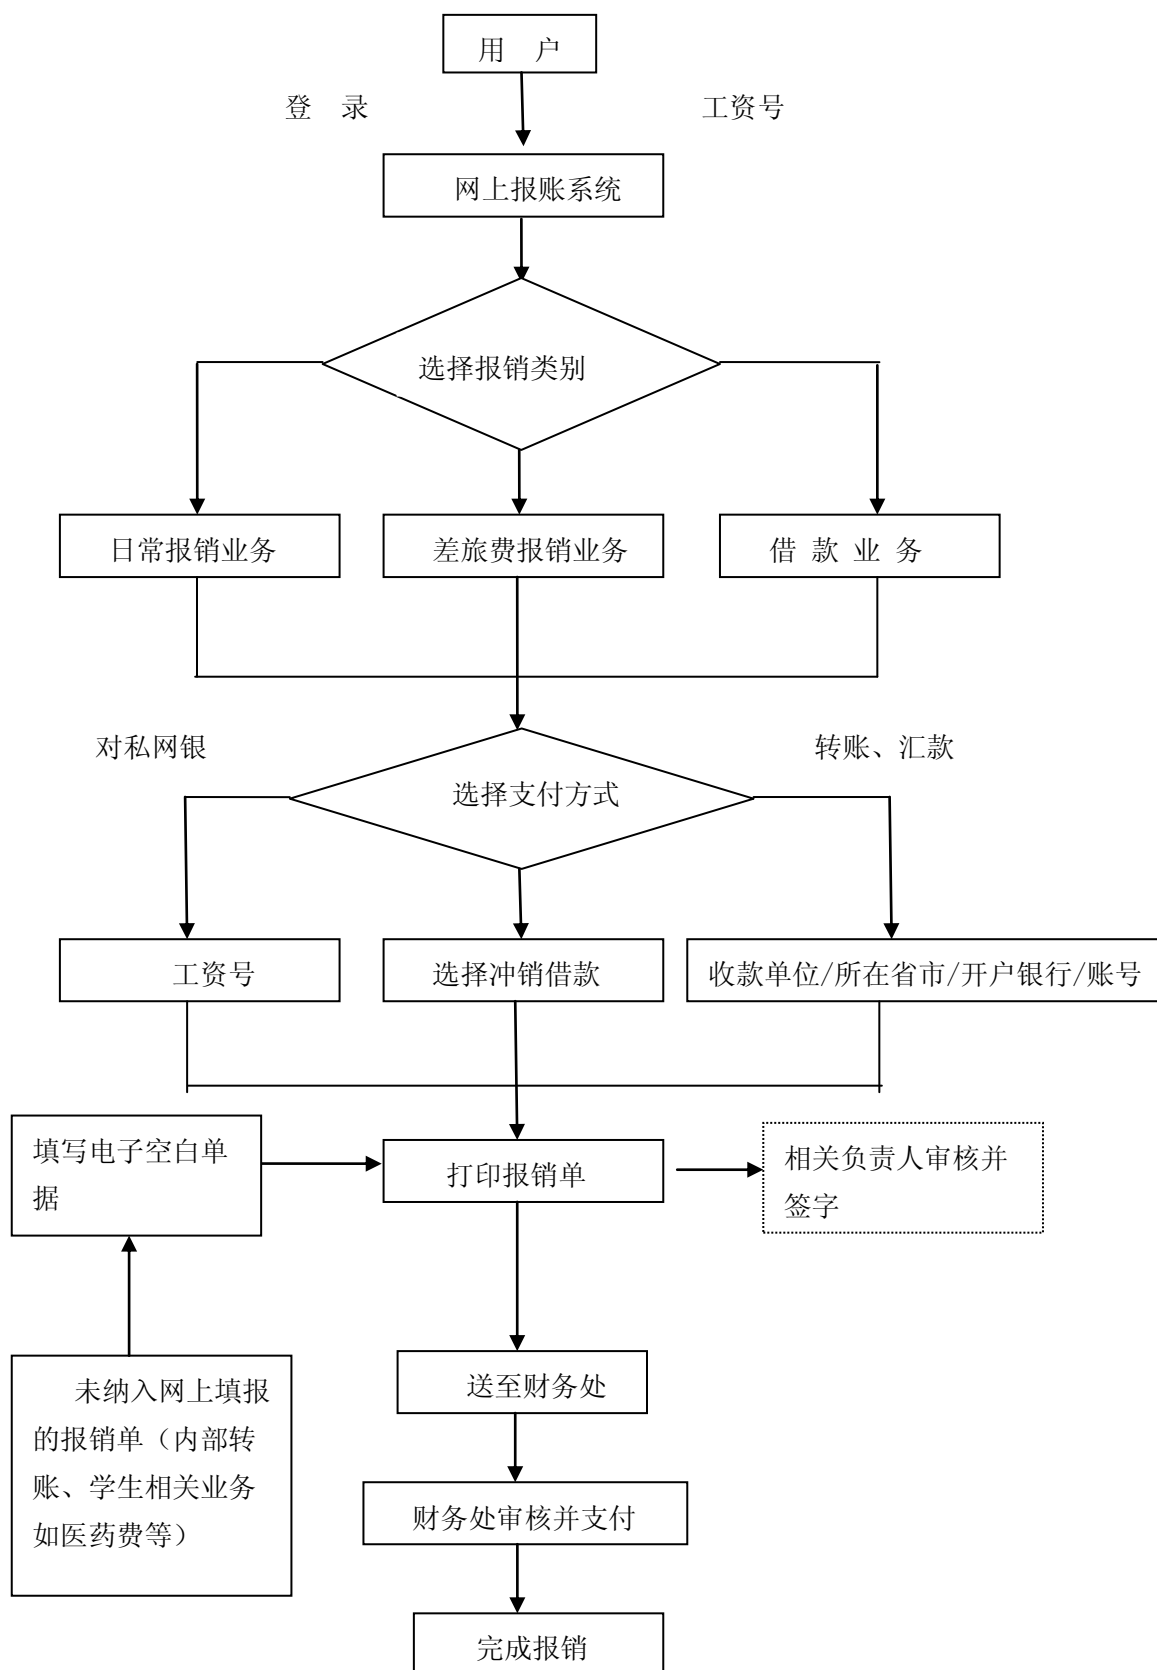 用　户
登　录
工资号
网上报账系统
选择报销类别
日常报销业务
差旅费报销业务
借 款 业 务
对私网银
转账、汇款
选择支付方式
工资号
选择冲销借款
收款单位/所在省市/开户银行/账号
填写电子空白单
据
打印报销单
相关负责人审核并
签字
未纳入网上填报
的报销单（内部转
账、学生相关业务
如医药费等）
送至财务处
财务处审核并支付
完成报销